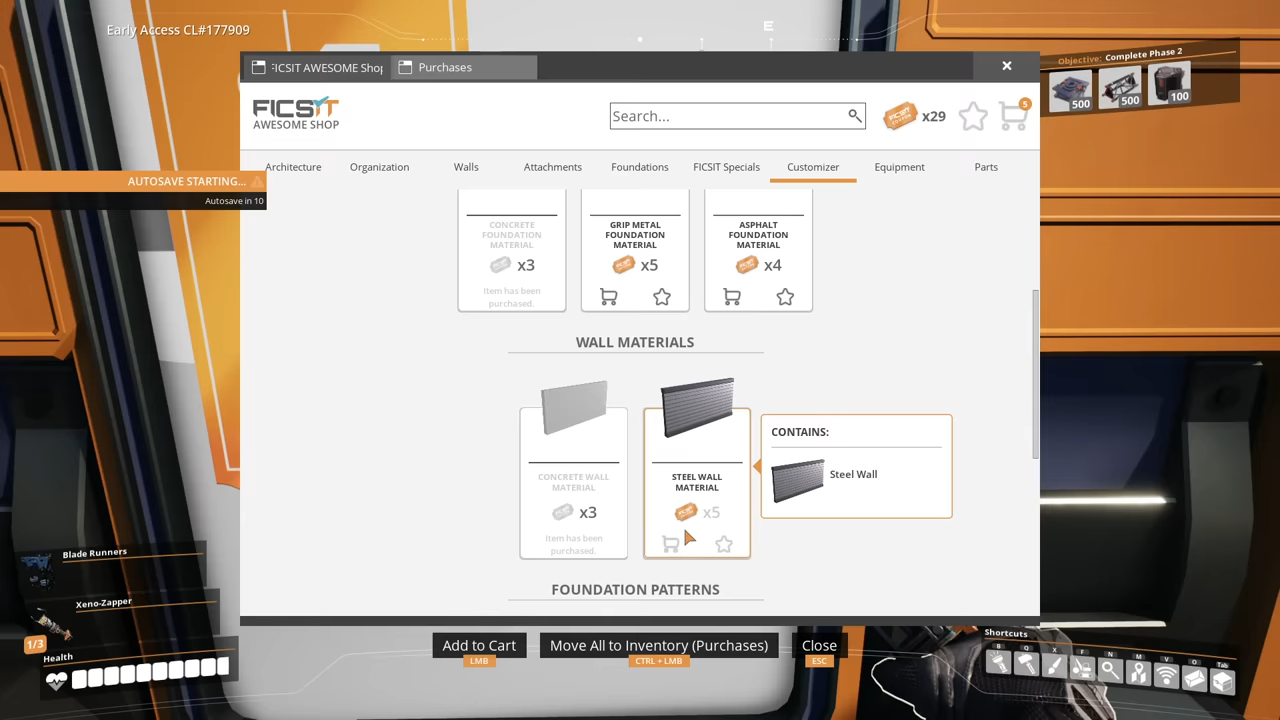 Early Access CL#177909
E
Objective: Complete Phase 2
500
500
100
FICSIT AWESOME Shop
Purchases
FICSIT
AWESOME SHOP
Search...
x29
5
Architecture
Organization
Walls
Attachments
Foundations
FICSIT Specials
Customizer
Equipment
Parts
AUTOSAVE STARTING...
Autosave in 10
CONCRETE
FOUNDATION
MATERIAL
x3
Item has been
purchased.
GRIP METAL
FOUNDATION
MATERIAL
x5
ASPHALT
FOUNDATION
MATERIAL
x4
WALL MATERIALS
CONCRETE WALL
MATERIAL
x3
Item has been
purchased.
STEEL WALL
MATERIAL
x5
CONTAINS:
Steel Wall
FOUNDATION PATTERNS
Blade Runners
Xeno-Zapper
1/3
Health
Add to Cart
LMB
Move All to Inventory (Purchases)
CTRL + LMB
Close
ESC
Shortcuts
B
Q
X
F
N
M
V
O
Tab